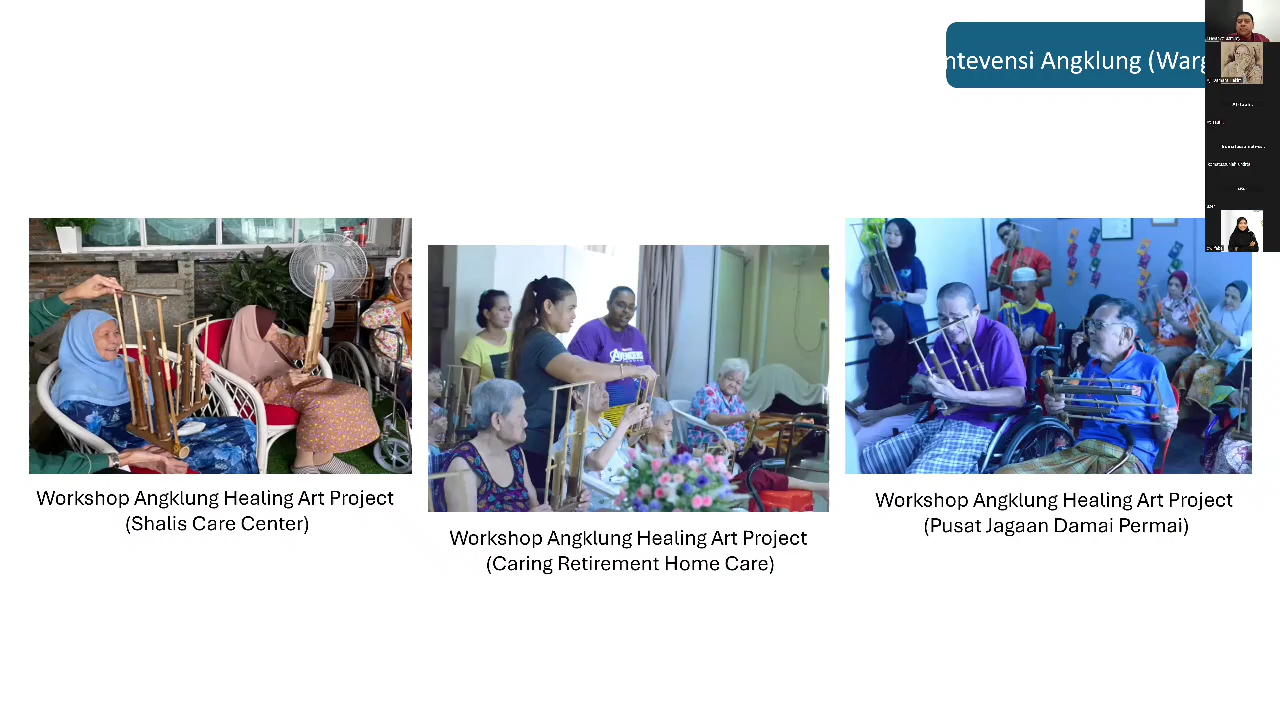 ntevensi Angklung (Warg
Workshop Angklung Healing Art Project
(Shalis Care Center)
AVENGERS
Workshop Angklung Healing Art Project
(Caring Retirement Home Care)
Workshop Angklung Healing Art Project
(Pusat Jagaan Damai Permai)